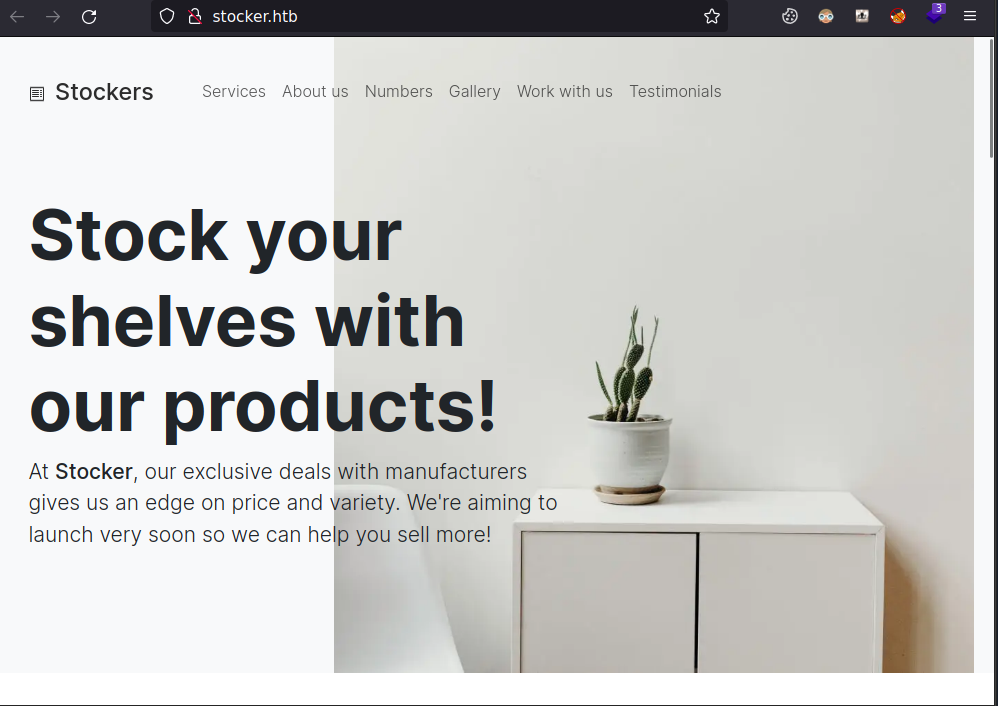 stocker.htb
3
Stockers Services About us Numbers Gallery Work with us Testimonials
Stock your
shelves with
our products!
At Stocker, our exclusive deals with manufacturers
gives us an edge on price and variety. We're aiming to
launch very soon so we can help you sell more!